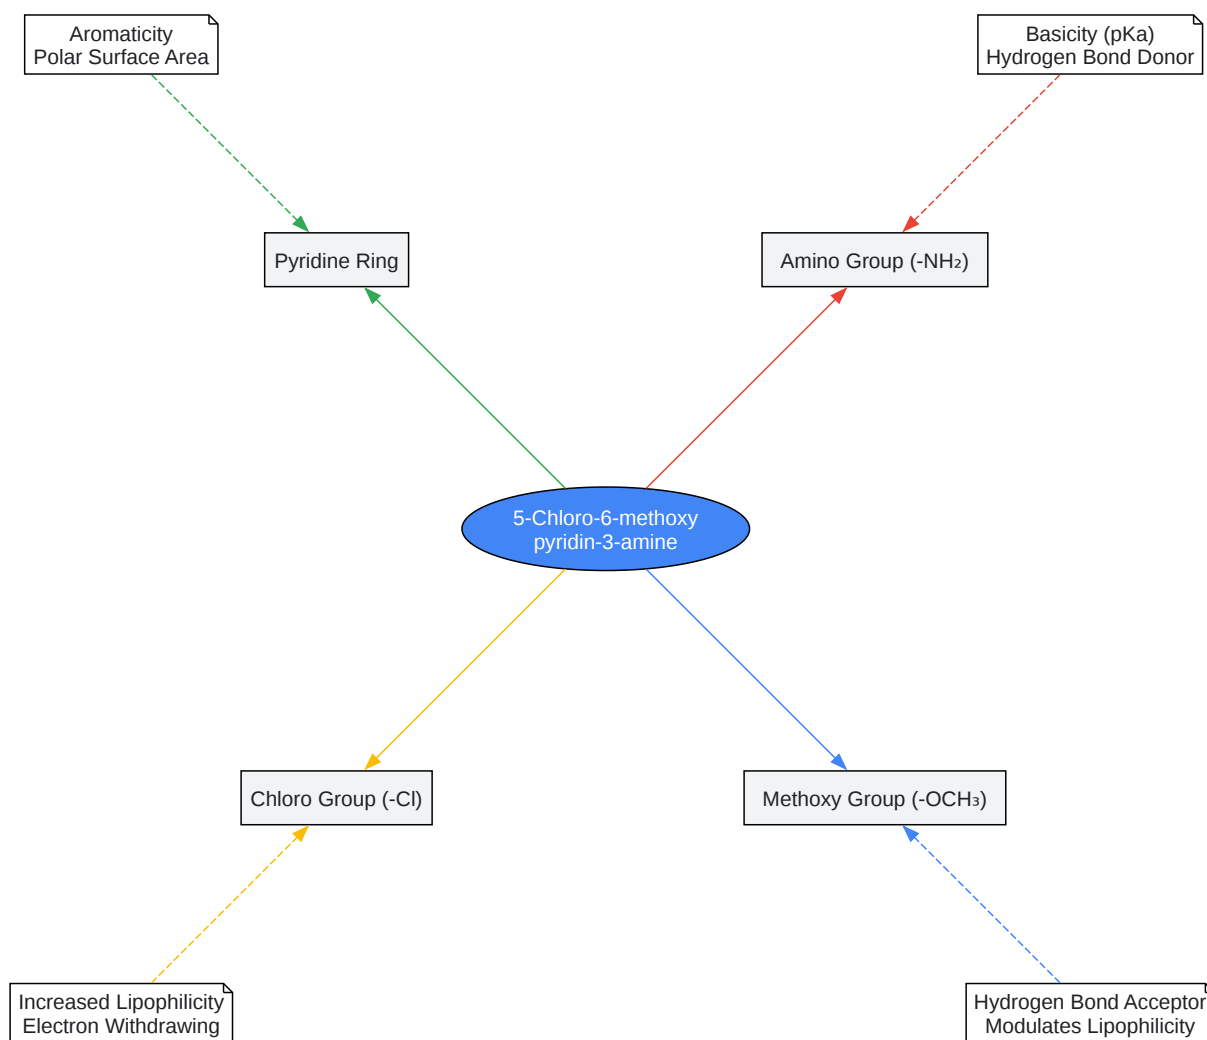 Aromaticity
Polar Surface Area
Basicity (pKa)
Hydrogen Bond Donor
Pyridine Ring
Amino Group (-NH₂)
5-Chloro-6-methoxy
pyridin-3-amine
Chloro Group (-Cl)
Methoxy Group (-OCH₃)
Increased Lipophilicity
Electron Withdrawing
Hydrogen Bond Acceptor
Modulates Lipophilicity